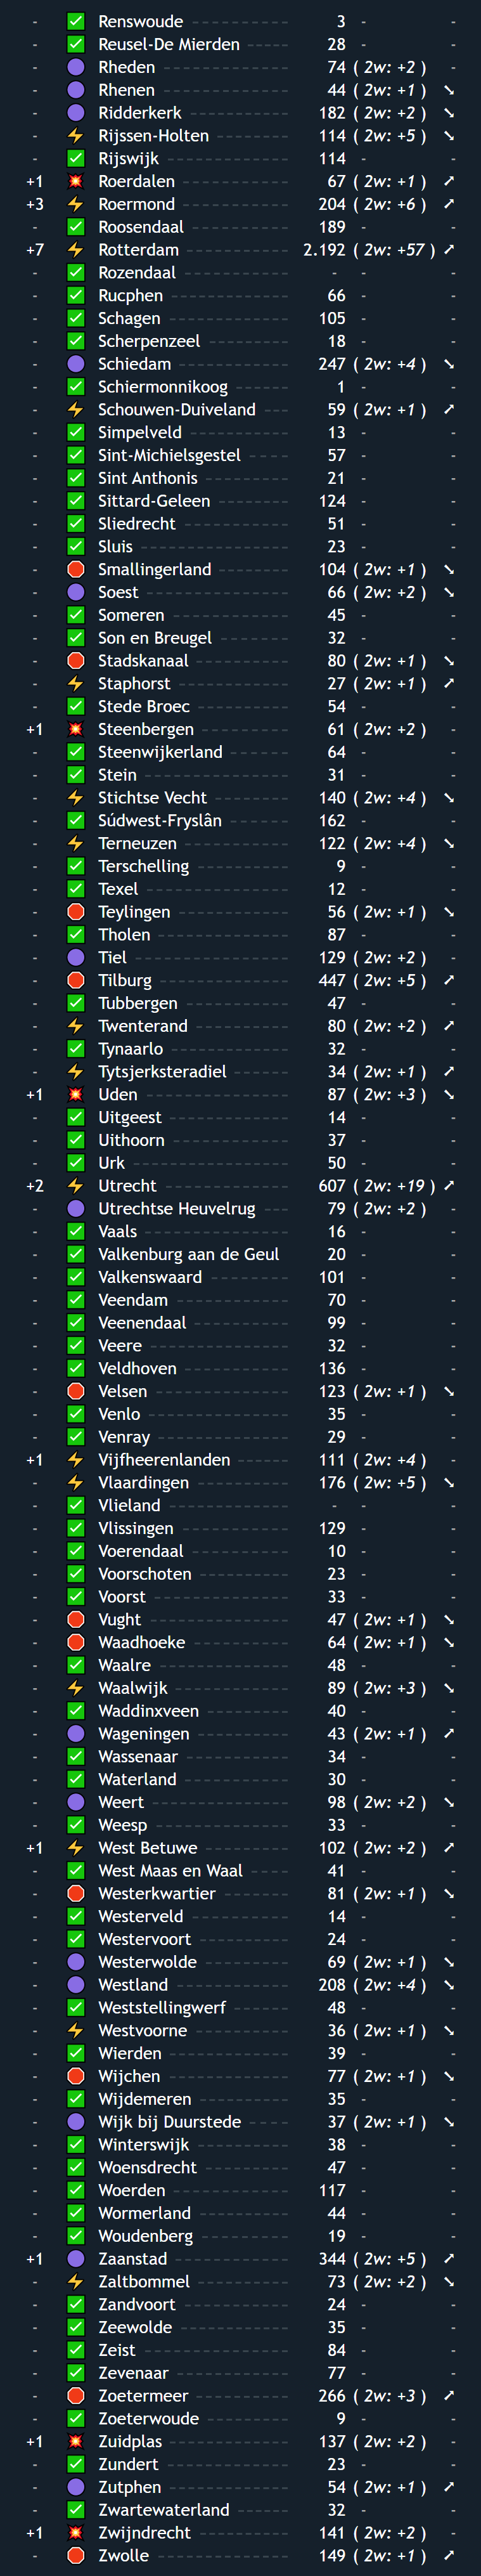 - ✅ Renswoude ------------ 3 - -
- ✅ Reusel-De Mierden ----- 28 - -
- 🟣 Rheden --------------- 74 ( 2w: +2 ) -
- 🟣 Rhenen --------------- 44 ( 2w: +1 ) ➘
- 🟣 Ridderkerk ------------ 182 ( 2w: +2 ) ➘
- ⚡ Rijssen-Holten --------- 114 ( 2w: +5 ) ➘
- ✅ Rijswijk -------------- 114 - -
+1 💥 Roerdalen ------------- 67 ( 2w: +1 ) ➚
+3 ⚡ Roermond ------------- 204 ( 2w: +6 ) ➚
- ✅ Roosendaal ------------ 189 - -
+7 ⚡ Rotterdam ------------- 2.192 ( 2w: +57 ) ➚
- ✅ Rozendaal ------------- - - -
- ✅ Rucphen -------------- 66 - -
- ✅ Schagen -------------- 105 - -
- ✅ Scherpenzeel ---------- 18 - -
- 🟣 Schiedam ------------- 247 ( 2w: +4 ) ➘
- ✅ Schiermonnikoog ------- 1 - -
- ⚡ Schouwen-Duiveland --- 59 ( 2w: +1 ) ➚
- ✅ Simpelveld ------------ 13 - -
- ✅ Sint-Michielsgestel ----- 57 - -
- ✅ Sint Anthonis ---------- 21 - -
- ✅ Sittard-Geleen --------- 124 - -
- ✅ Sliedrecht ------------- 51 - -
- ✅ Sluis ----------------- 23 - -
- 🛑 Smallingerland -------- 104 ( 2w: +1 ) ➘
- 🟣 Soest ---------------- 66 ( 2w: +2 ) ➘
- ✅ Someren -------------- 45 - -
- ✅ Son en Breugel -------- 32 - -
- 🛑 Stadskanaal ----------- 80 ( 2w: +1 ) ➘
- ⚡ Staphorst ------------- 27 ( 2w: +1 ) ➚
- ✅ Stede Broec ----------- 54 - -
+1 💥 Steenbergen ---------- 61 ( 2w: +2 ) -
- ✅ Steenwijkerland ------- 64 - -
- ✅ Stein ---------------- 31 - -
- ⚡ Stichtse Vecht --------- 140 ( 2w: +4 ) ➘
- ✅ Súdwest-Fryslân ------- 162 - -
- ⚡ Terneuzen ------------ 122 ( 2w: +4 ) ➘
- ✅ Terschelling ----------- 9 - -
- ✅ Texel ---------------- 12 - -
- 🛑 Teylingen ------------- 56 ( 2w: +1 ) ➘
- ✅ Tholen --------------- 87 - -
- 🟣 Tiel ------------------ 129 ( 2w: +2 ) -
- 🛑 Tilburg --------------- 447 ( 2w: +5 ) ➚
- ✅ Tubbergen ------------ 47 - -
- ⚡ Twenterand ----------- 80 ( 2w: +2 ) ➚
- ✅ Tynaarlo -------------- 32 - -
- ⚡ Tytsjerksteradiel ------- 34 ( 2w: +1 ) ➚
+1 💥 Uden ---------------- 87 ( 2w: +3 ) ➘
- ✅ Uitgeest -------------- 14 - -
- ✅ Uithoorn ------------- 37 - -
- ✅ Urk ------------------ 50 - -
+2 ⚡ Utrecht -------------- 607 ( 2w: +19 ) ➚
- 🟣 Utrechtse Heuvelrug --- 79 ( 2w: +2 ) -
- ✅ Vaals ---------------- 16 - -
- ✅ Valkenburg aan de Geul 20 - -
- ✅ Valkenswaard --------- 101 - -
- ✅ Veendam ------------- 70 - -
- ✅ Veenendaal ----------- 99 - -
- ✅ Veere ---------------- 32 - -
- ✅ Veldhoven ------------ 136 - -
- 🛑 Velsen --------------- 123 ( 2w: +1 ) ➘
- ✅ Venlo ---------------- 35 - -
- ✅ Venray --------------- 29 - -
+1 ⚡ Vijfheerenlanden ------ 111 ( 2w: +4 ) -
- ⚡ Vlaardingen ----------- 176 ( 2w: +5 ) ➘
- ✅ Vlieland -------------- - - -
- ✅ Vlissingen ------------ 129 - -
- ✅ Voerendaal ----------- 10 - -
- ✅ Voorschoten ---------- 23 - -
- ✅ Voorst --------------- 33 - -
- 🛑 Vught ---------------- 47 ( 2w: +1 ) ➘
- 🛑 Waadhoeke ----------- 64 ( 2w: +1 ) ➘
- ✅ Waalre --------------- 48 - -
- ⚡ Waalwijk ------------- 89 ( 2w: +3 ) ➘
- ✅ Waddinxveen --------- 40 - -
- 🟣 Wageningen ---------- 43 ( 2w: +1 ) ➚
- ✅ Wassenaar ----------- 34 - -
- ✅ Waterland ------------ 30 - -
- 🟣 Weert --------------- 98 ( 2w: +2 ) ➘
- ✅ Weesp --------------- 33 - -
+1 ⚡ West Betuwe --------- 102 ( 2w: +2 ) ➚
- ✅ West Maas en Waal ---- 41 - -
- 🛑 Westerkwartier -------- 81 ( 2w: +1 ) ➘
- ✅ Westerveld ----------- 14 - -
- ✅ Westervoort ---------- 24 - -
- 🟣 Westerwolde --------- 69 ( 2w: +1 ) ➘
- 🟣 Westland ------------ 208 ( 2w: +4 ) ➘
- ✅ Weststellingwerf ------ 48 - -
- ⚡ Westvoorne ---------- 36 ( 2w: +1 ) ➘
- ✅ Wierden ------------- 39 - -
- 🛑 Wijchen ------------- 77 ( 2w: +1 ) ➘
- ✅ Wijdemeren ---------- 35 - -
- 🟣 Wijk bij Duurstede ---- 37 ( 2w: +1 ) ➘
- ✅ Winterswijk ---------- 38 - -
- ✅ Woensdrecht --------- 47 - -
- ✅ Woerden ------------ 117 - -
- ✅ Wormerland --------- 44 - -
- ✅ Woudenberg --------- 19 - -
+1 🟣 Zaanstad ------------ 344 ( 2w: +5 ) ➚
- ⚡ Zaltbommel ---------- 73 ( 2w: +2 ) ➘
- ✅ Zandvoort ----------- 24 - -
- ✅ Zeewolde ------------ 35 - -
- ✅ Zeist ---------------- 84 - -
- ✅ Zevenaar ------------ 77 - -
- 🛑 Zoetermeer ---------- 266 ( 2w: +3 ) ➚
- ✅ Zoeterwoude --------- 9 - -
+1 💥 Zuidplas ------------- 137 ( 2w: +2 ) -
- ✅ Zundert ------------- 23 - -
- 🟣 Zutphen ------------- 54 ( 2w: +1 ) ➚
- ✅ Zwartewaterland ------ 32 - -
+1 💥 Zwijndrecht ---------- 141 ( 2w: +2 ) -
- 🛑 Zwolle --------------- 149 ( 2w: +1 ) ➚